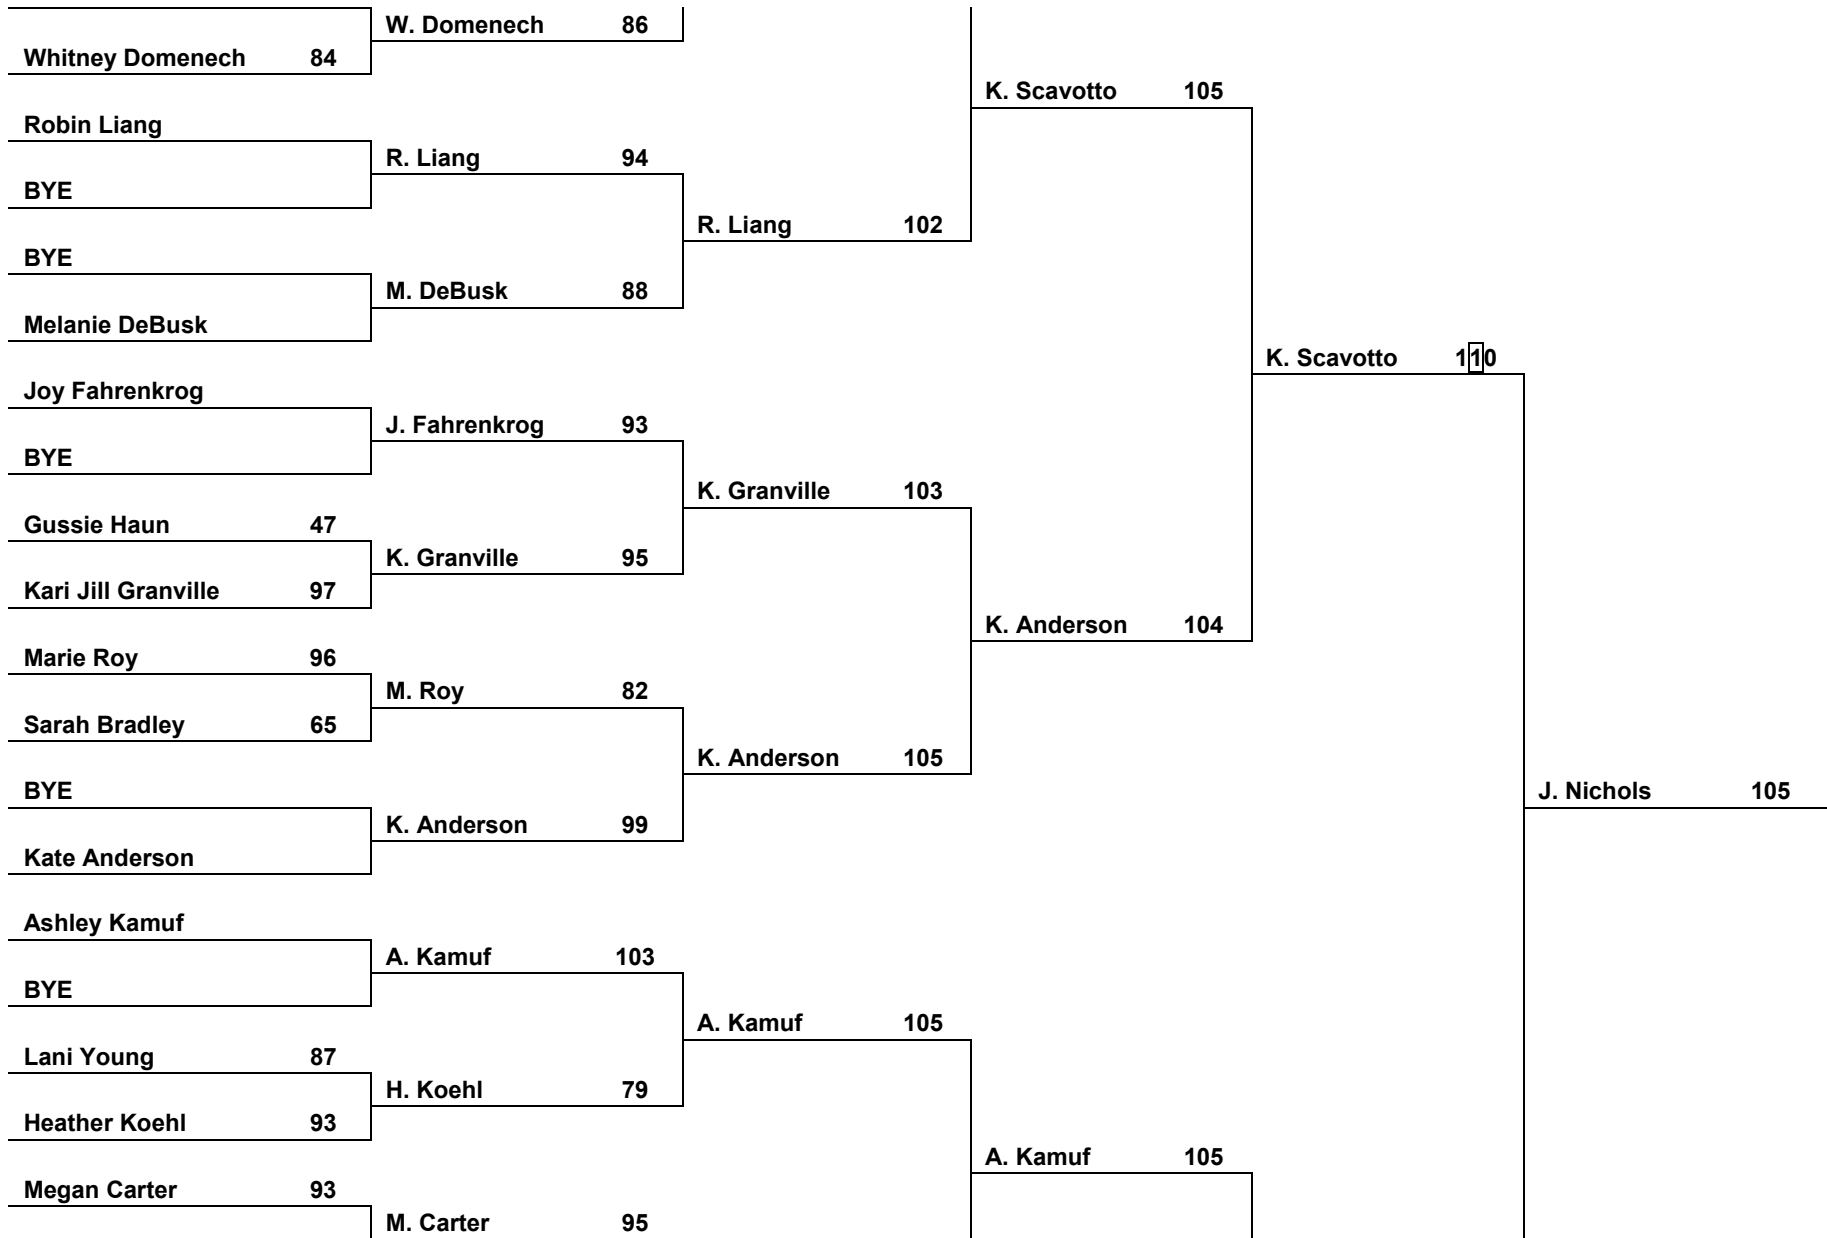 W. Domenech 86
Whitney Domenech 84
K. Scavotto 105
Robin Liang
R. Liang 94
BYE
R. Liang 102
BYE
M. DeBusk 88
Melanie DeBusk
K. Scavotto 110
Joy Fahrenkrog
J. Fahrenkrog 93
BYE
K. Granville 103
Gussie Haun 47
K. Granville 95
Kari Jill Granville 97
K. Anderson 104
Marie Roy 96
M. Roy 82
Sarah Bradley 65
K. Anderson 105
BYE
J. Nichols 105
K. Anderson 99
Kate Anderson
Ashley Kamuf
A. Kamuf 103
BYE
A. Kamuf 105
Lani Young 87
H. Koehl 79
Heather Koehl 93
A. Kamuf 105
Megan Carter 93
M. Carter 95